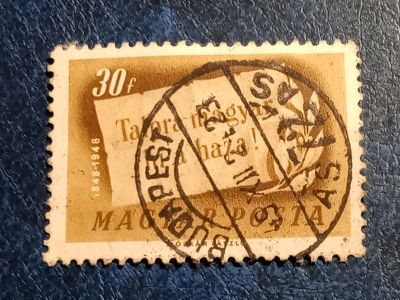 30f
Talpra magyar
hí a haza!
1848-1948
MAGYAR POSTA
BUDAPEST